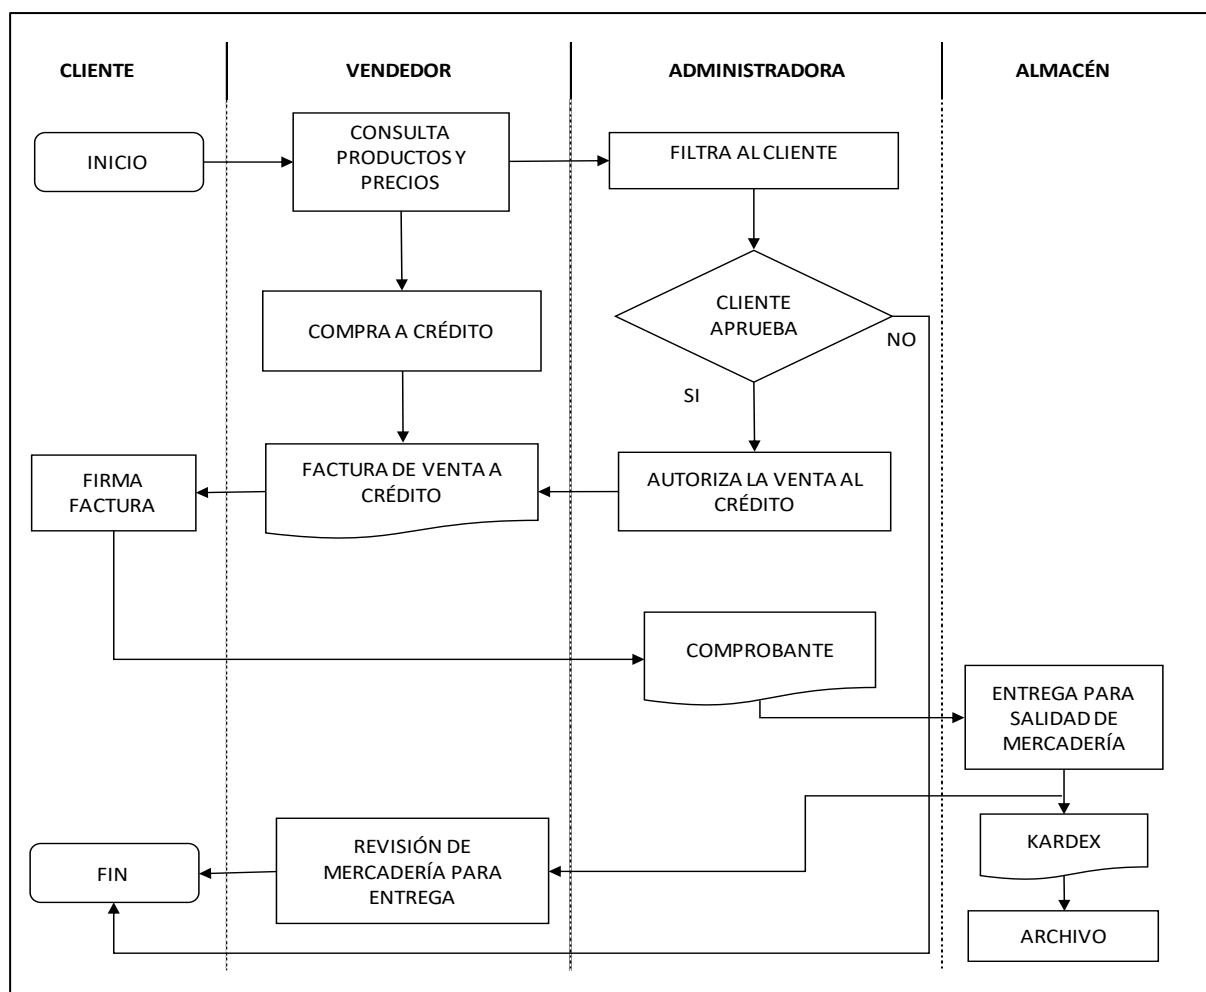 CLIENTE
VENDEDOR
ADMINISTRADORA
ALMACÉN
INICIO
CONSULTA
PRODUCTOS Y
PRECIOS
FILTRA AL CLIENTE
COMPRA A CRÉDITO
CLIENTE
APRUEBA
NO
SI
FIRMA
FACTURA
FACTURA DE VENTA A
CRÉDITO
AUTORIZA LA VENTA AL
CRÉDITO
COMPROBANTE
ENTREGA PARA
SALIDAD DE
MERCADERÍA
FIN
REVISIÓN DE
MERCADERÍA PARA
ENTREGA
KARDEX
ARCHIVO